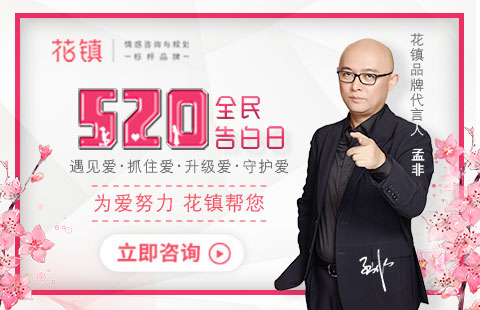 花镇
情感咨询与规划
标杆品牌
520
全民
告白日
遇见爱·抓住爱·升级爱·守护爱
为爱努力 花镇帮您
立即咨询
花镇品牌代言人 孟非